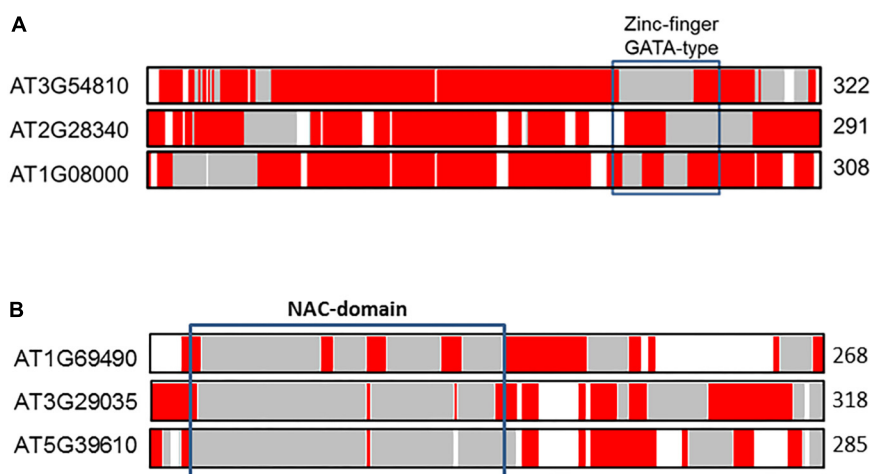 A
Zinc-finger
GATA-type
AT3G54810 322
AT2G28340 291
AT1G08000 308
B
NAC-domain
AT1G69490 268
AT3G29035 318
AT5G39610 285